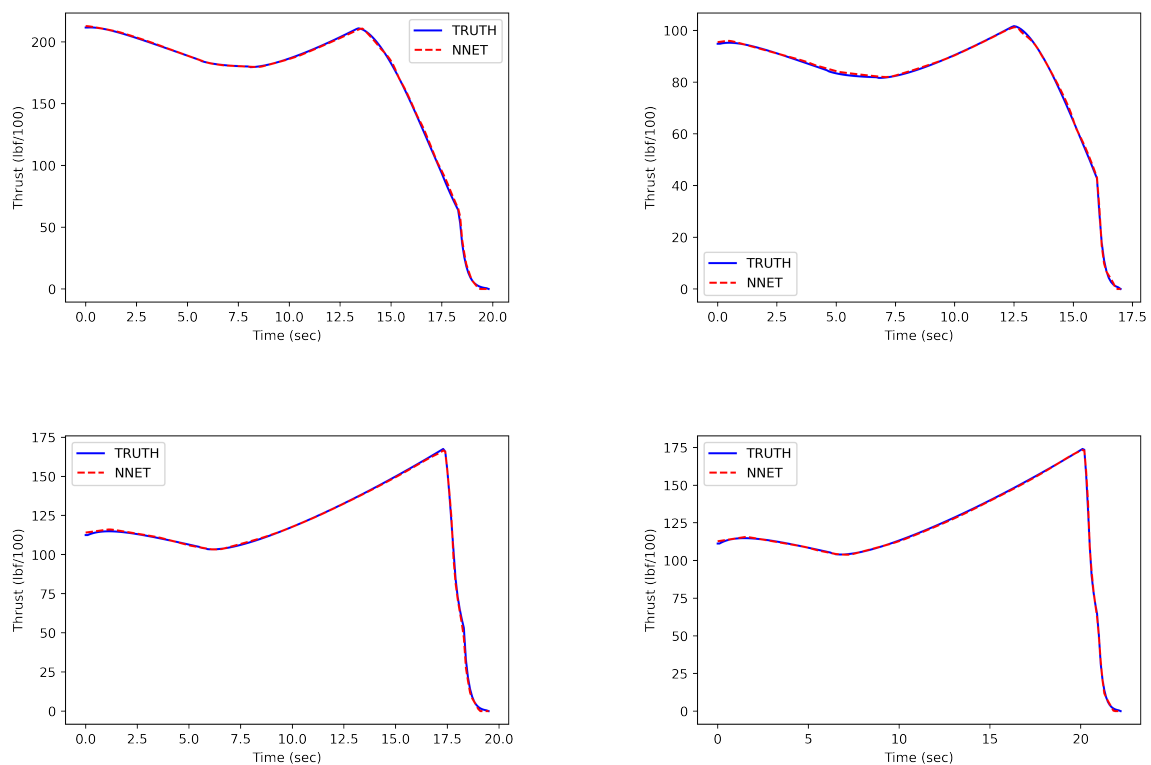 200
150
100
50
0
Thrust (lbf/100)
TRUTH
NNET
0.0 2.5 5.0 7.5 10.0 12.5 15.0 17.5 20.0
Time (sec)
100
80
60
40
20
0
Thrust (lbf/100)
TRUTH
NNET
0.0 2.5 5.0 7.5 10.0 12.5 15.0 17.5
Time (sec)
175
150
125
100
75
50
25
0
Thrust (lbf/100)
TRUTH
NNET
0.0 2.5 5.0 7.5 10.0 12.5 15.0 17.5 20.0
Time (sec)
175
150
125
100
75
50
25
0
Thrust (lbf/100)
TRUTH
NNET
0 5 10 15 20
Time (sec)